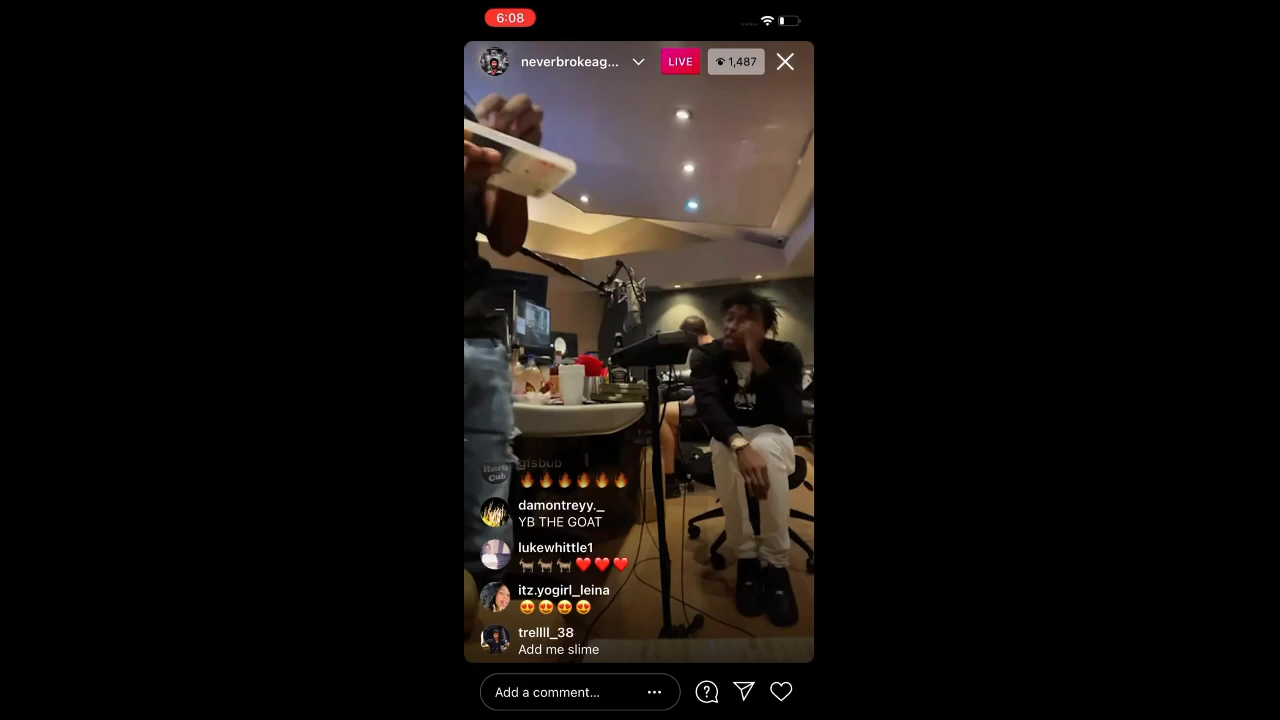 6:08
neverbrokeag...
LIVE
1,487
gfsbub
🔥🔥🔥🔥🔥🔥
damontreyy._
YB THE GOAT
lukewhittle1
🐐🐐🐐❤️❤️❤️
itz.yogirl_leina
😍😍😍😍
trellll_38
Add me slime
Add a comment...